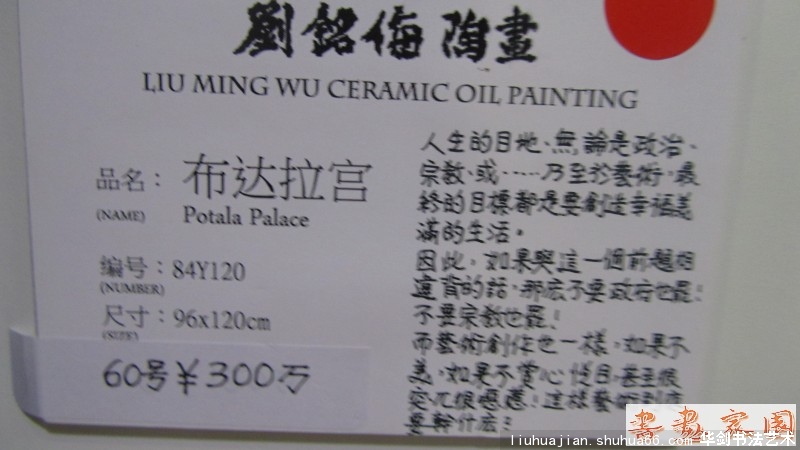 劉銘侮陶畫
LIU MING WU CERAMIC OIL PAINTING
品名：布达拉宫
(NAME) Potala Palace
编号：84Y120
(NUMBER)
尺寸：96x120cm
(SIZE)
60号￥300万
人生的目地、無論是政治、
宗教、或……乃至於藝術，最
終的目標都是要創造幸福美
滿的生活。
因此，如果與這一個前題相
違背的話，那麼不要政府也罷！
不要宗教也罷！
而藝術創作也一樣，如果不
美，如果不賞心悅目，甚至很
這樣藝術到底
要幹什麼？
書畫家園
liuhuajian.shuhua66.com 华剑书法艺术